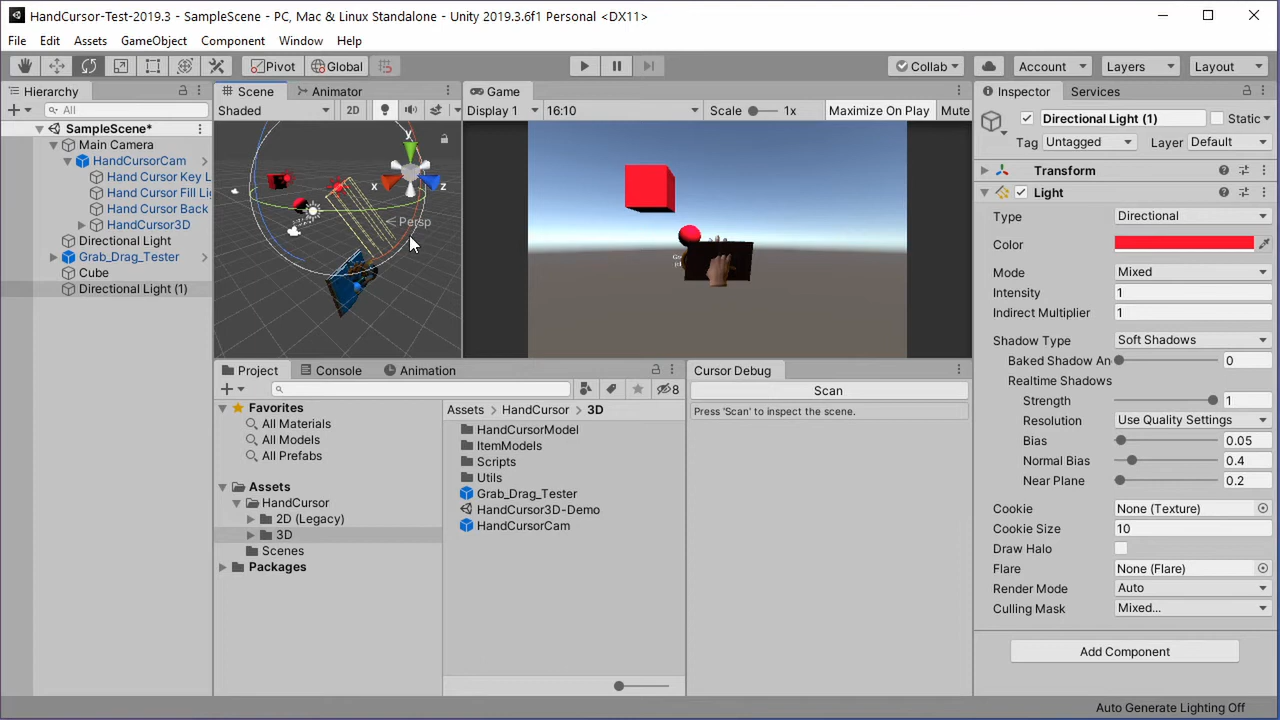 HandCursor-Test-2019.3 - SampleScene - PC, Mac & Linux Standalone - Unity 2019.3.6f1 Personal <DX11>
File Edit Assets GameObject Component Window Help
Pivot Global Collab Account Layers Layout
Hierarchy
All
SampleScene*
Main Camera
HandCursorCam
Hand Cursor Key L
Hand Cursor Fill Li
Hand Cursor Back
HandCursor3D
Directional Light
Grab_Drag_Tester
Cube
Directional Light (1)
Scene Animator
Shaded 2D
y
x z
Persp
Game
Display 1 16:10 Scale 1x Maximize On Play Mute
Project Console Animation
8
Favorites
All Materials
All Models
All Prefabs
Assets
HandCursor
2D (Legacy)
3D
Scenes
Packages
Assets > HandCursor > 3D
HandCursorModel
ItemModels
Scripts
Utils
Grab_Drag_Tester
HandCursor3D-Demo
HandCursorCam
Cursor Debug
Scan
Press 'Scan' to inspect the scene.
Inspector Services
Directional Light (1) Static
Tag Untagged Layer Default
Transform
Light
Type Directional
Color
Mode Mixed
Intensity 1
Indirect Multiplier 1
Shadow Type Soft Shadows
Baked Shadow An 0
Realtime Shadows
Strength 1
Resolution Use Quality Settings
Bias 0.05
Normal Bias 0.4
Near Plane 0.2
Cookie None (Texture)
Cookie Size 10
Draw Halo
Flare None (Flare)
Render Mode Auto
Culling Mask Mixed...
Add Component
Auto Generate Lighting Off